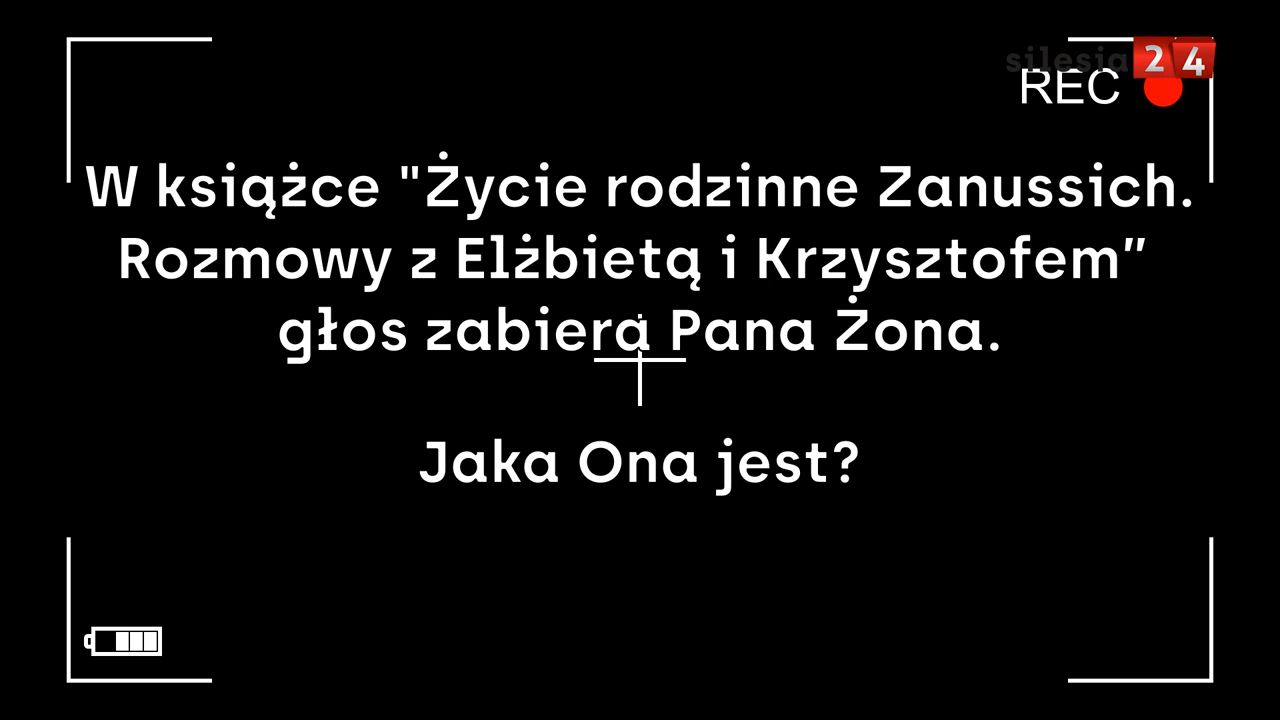 silesia 24
REC
W książce "Życie rodzinne Zanussich.
Rozmowy z Elżbietą i Krzysztofem”
głos zabiera Pana Żona.
Jaka Ona jest?